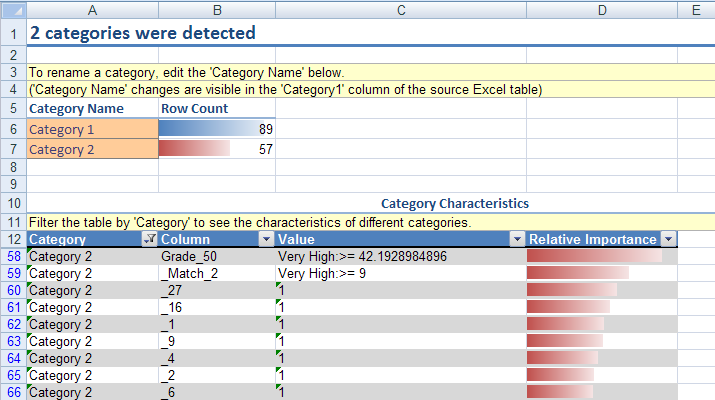 A B C D E
1 2 categories were detected
2
3 To rename a category, edit the 'Category Name' below.
4 ('Category Name' changes are visible in the 'Category1' column of the source Excel table)
5 Category Name Row Count
6 Category 1 89
7 Category 2 57
8
9
10 Category Characteristics
11 Filter the table by 'Category' to see the characteristics of different categories.
12 Category Column Value Relative Importance
58 Category 2 Grade_50 Very High:>= 42.1928984896
59 Category 2 _Match_2 Very High:>= 9
60 Category 2 _27 1
61 Category 2 _16 1
62 Category 2 _1 1
63 Category 2 _9 1
64 Category 2 _4 1
65 Category 2 _2 1
66 Category 2 _6 1